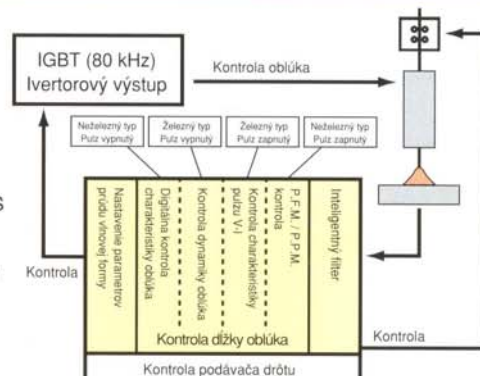 IGBT (80 kHz)
Ivertorový výstup
Kontrola oblúka
Neželezný typ
Pulz vypnutý
Železný typ
Pulz vypnutý
Železný typ
Pulz zapnutý
Neželezný typ
Pulz zapnutý
S
Nastavenie parametrov
prúdu vlnovej formy
Digitálna kontrola
charakteristiky oblúka
Kontrola dynamiky oblúka
Kontrola charakteristiky
pulzu V-I
P.F.M. / P.P.M.
kontrola
Inteligentný filter
Kontrola
Kontrola dĺžky oblúka
Kontrola
Kontrola podávača drôtu